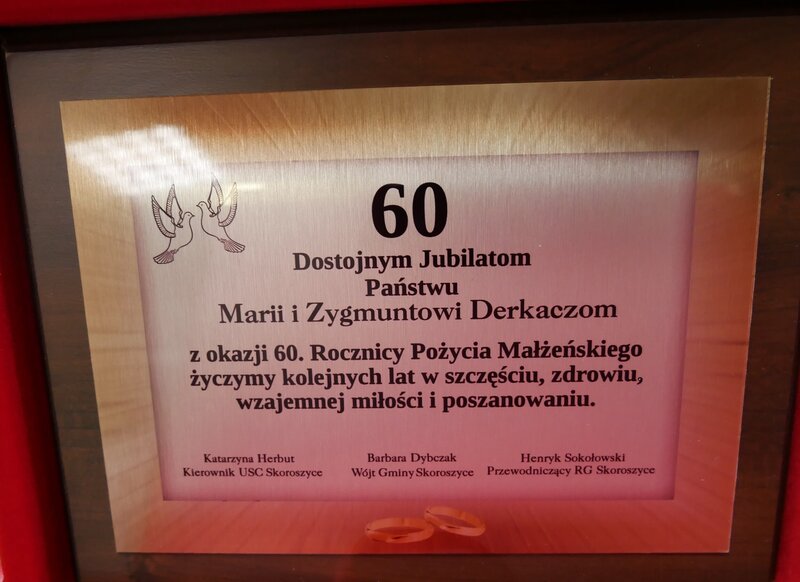 60
Dostojnym Jubilatom
Państwu
Marii i Zygmuntowi Derkaczom
z okazji 60. Rocznicy Pożycia Małżeńskiego
życzymy kolejnych lat w szczęściu, zdrowiu,
wzajemnej miłości i poszanowaniu.
Katarzyna Herbut Barbara Dybczak Henryk Sokołowski
Kierownik USC Skoroszyce Wójt Gminy Skoroszyce Przewodniczący RG Skoroszyce